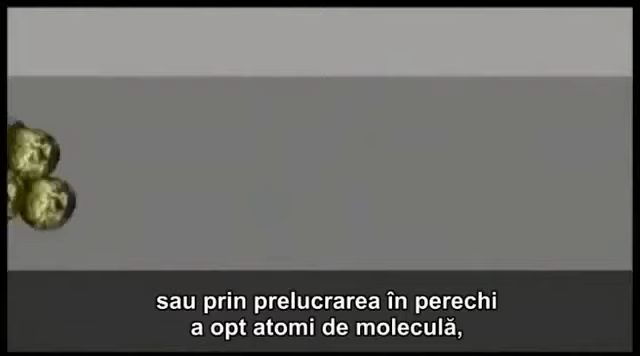 sau prin prelucrarea în perechi
a opt atomi de moleculă,